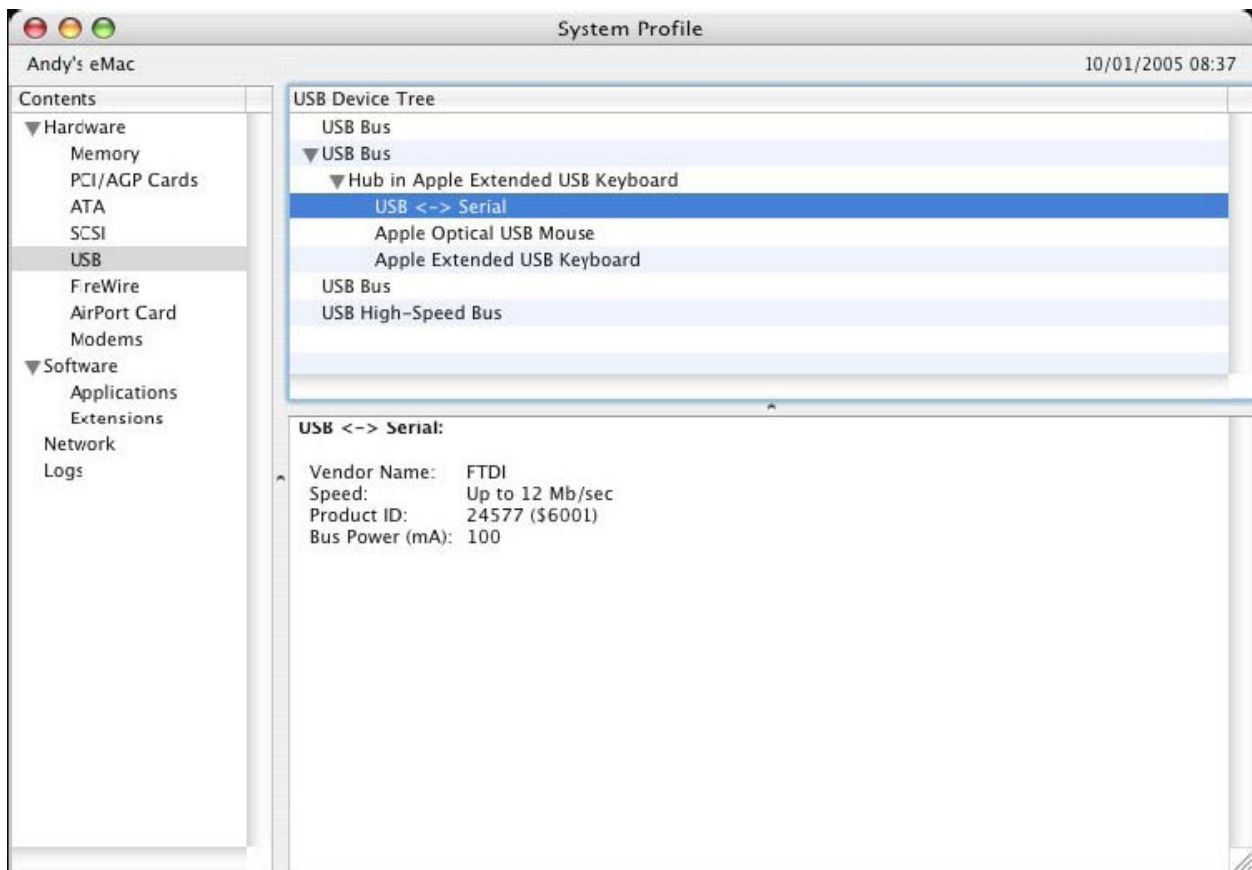 System Profile
Andy's eMac
10/01/2005 08:37
Contents
Hardware
Memory
PCI/AGP Cards
ATA
SCSI
USB
FireWire
AirPort Card
Modems
Software
Applications
Extensions
Network
Logs
USB Device Tree
USB Bus
USB Bus
Hub in Apple Extended USB Keyboard
USB <-> Serial
Apple Optical USB Mouse
Apple Extended USB Keyboard
USB Bus
USB High-Speed Bus
USB <-> Serial:
Vendor Name: FTDI
Speed: Up to 12 Mb/sec
Product ID: 24577 ($6001)
Bus Power (mA): 100